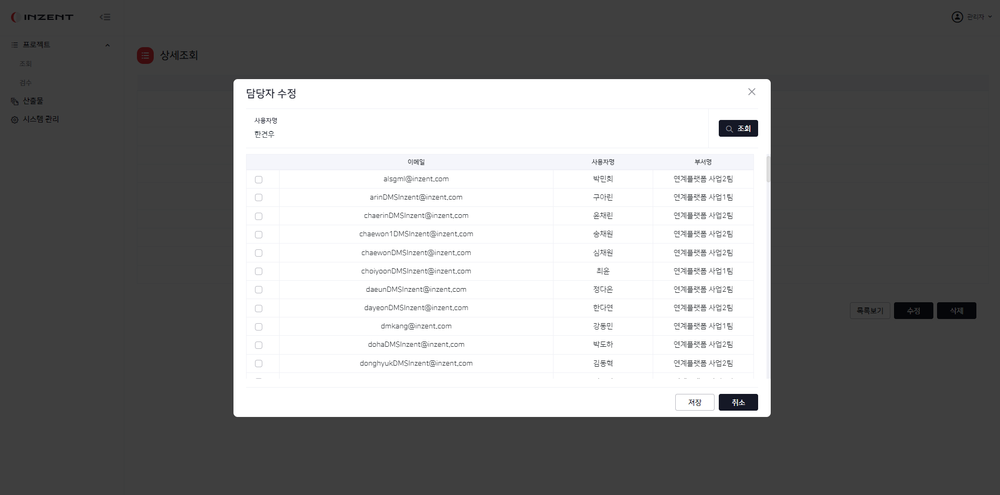 INZENT
관리자
프로젝트
조회
검수
산출물
시스템 관리
상세조회
담당자 수정
사용자명
한건우
조회
이메일 사용자명 부서명
alsgml@inzent.com 박민희 연계플랫폼 사업2팀
arinDMSInzent@inzent.com 구아린 연계플랫폼 사업1팀
chaerinDMSInzent@inzent.com 윤채린 연계플랫폼 사업2팀
chaewon1DMSInzent@inzent.com 송채원 연계플랫폼 사업2팀
chaewonDMSInzent@inzent.com 심채원 연계플랫폼 사업2팀
choiyoonDMSInzent@inzent.com 최윤 연계플랫폼 사업1팀
daeunDMSInzent@inzent.com 정다은 연계플랫폼 사업2팀
dayeonDMSInzent@inzent.com 한다연 연계플랫폼 사업2팀
dmkang@inzent.com 강동민 연계플랫폼 사업1팀
dohaDMSInzent@inzent.com 박도하 연계플랫폼 사업2팀
donghyukDMSInzent@inzent.com 김동혁 연계플랫폼 사업2팀
저장
취소
목록보기
수정
삭제